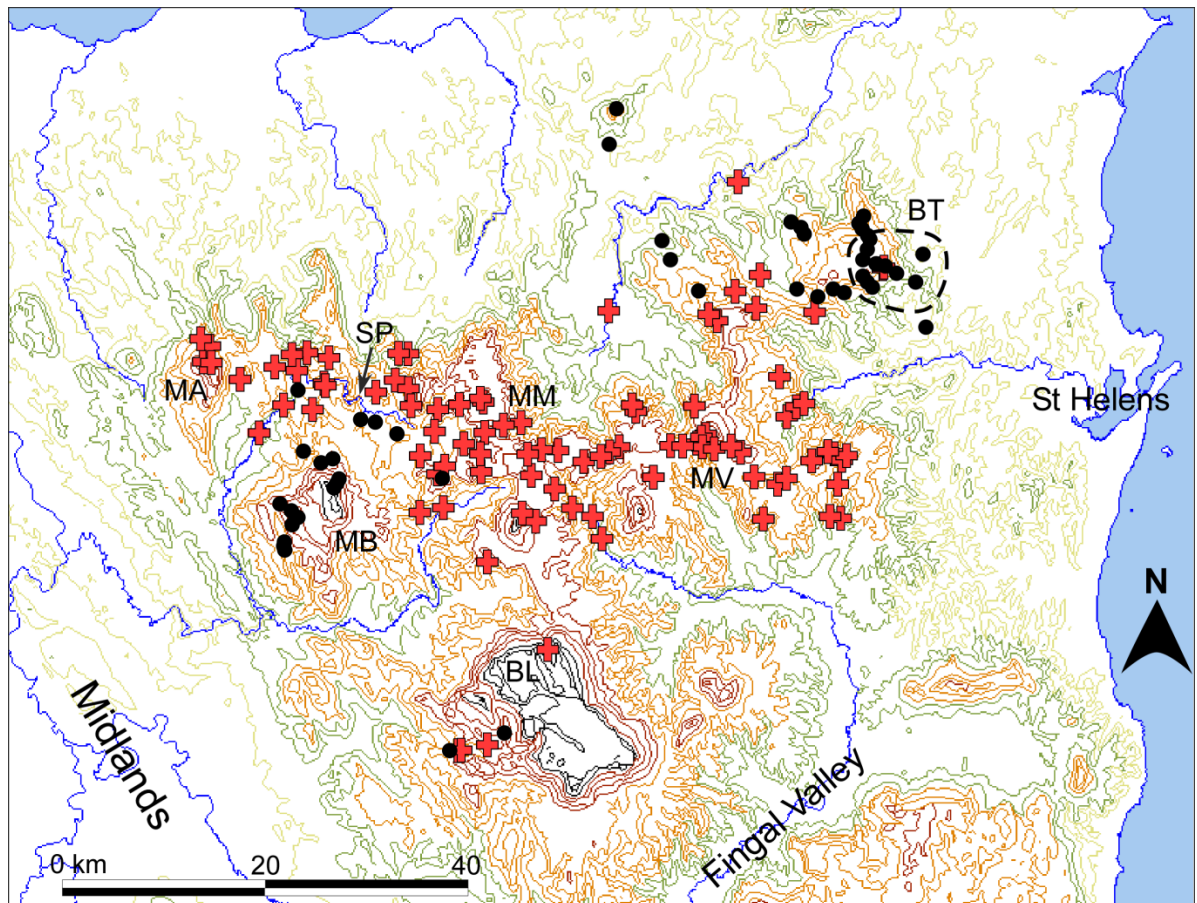 BT
SP
MA
MM
St Helens
MV
MB
N
BL
Midlands
Fingal Valley
0 km 20 40